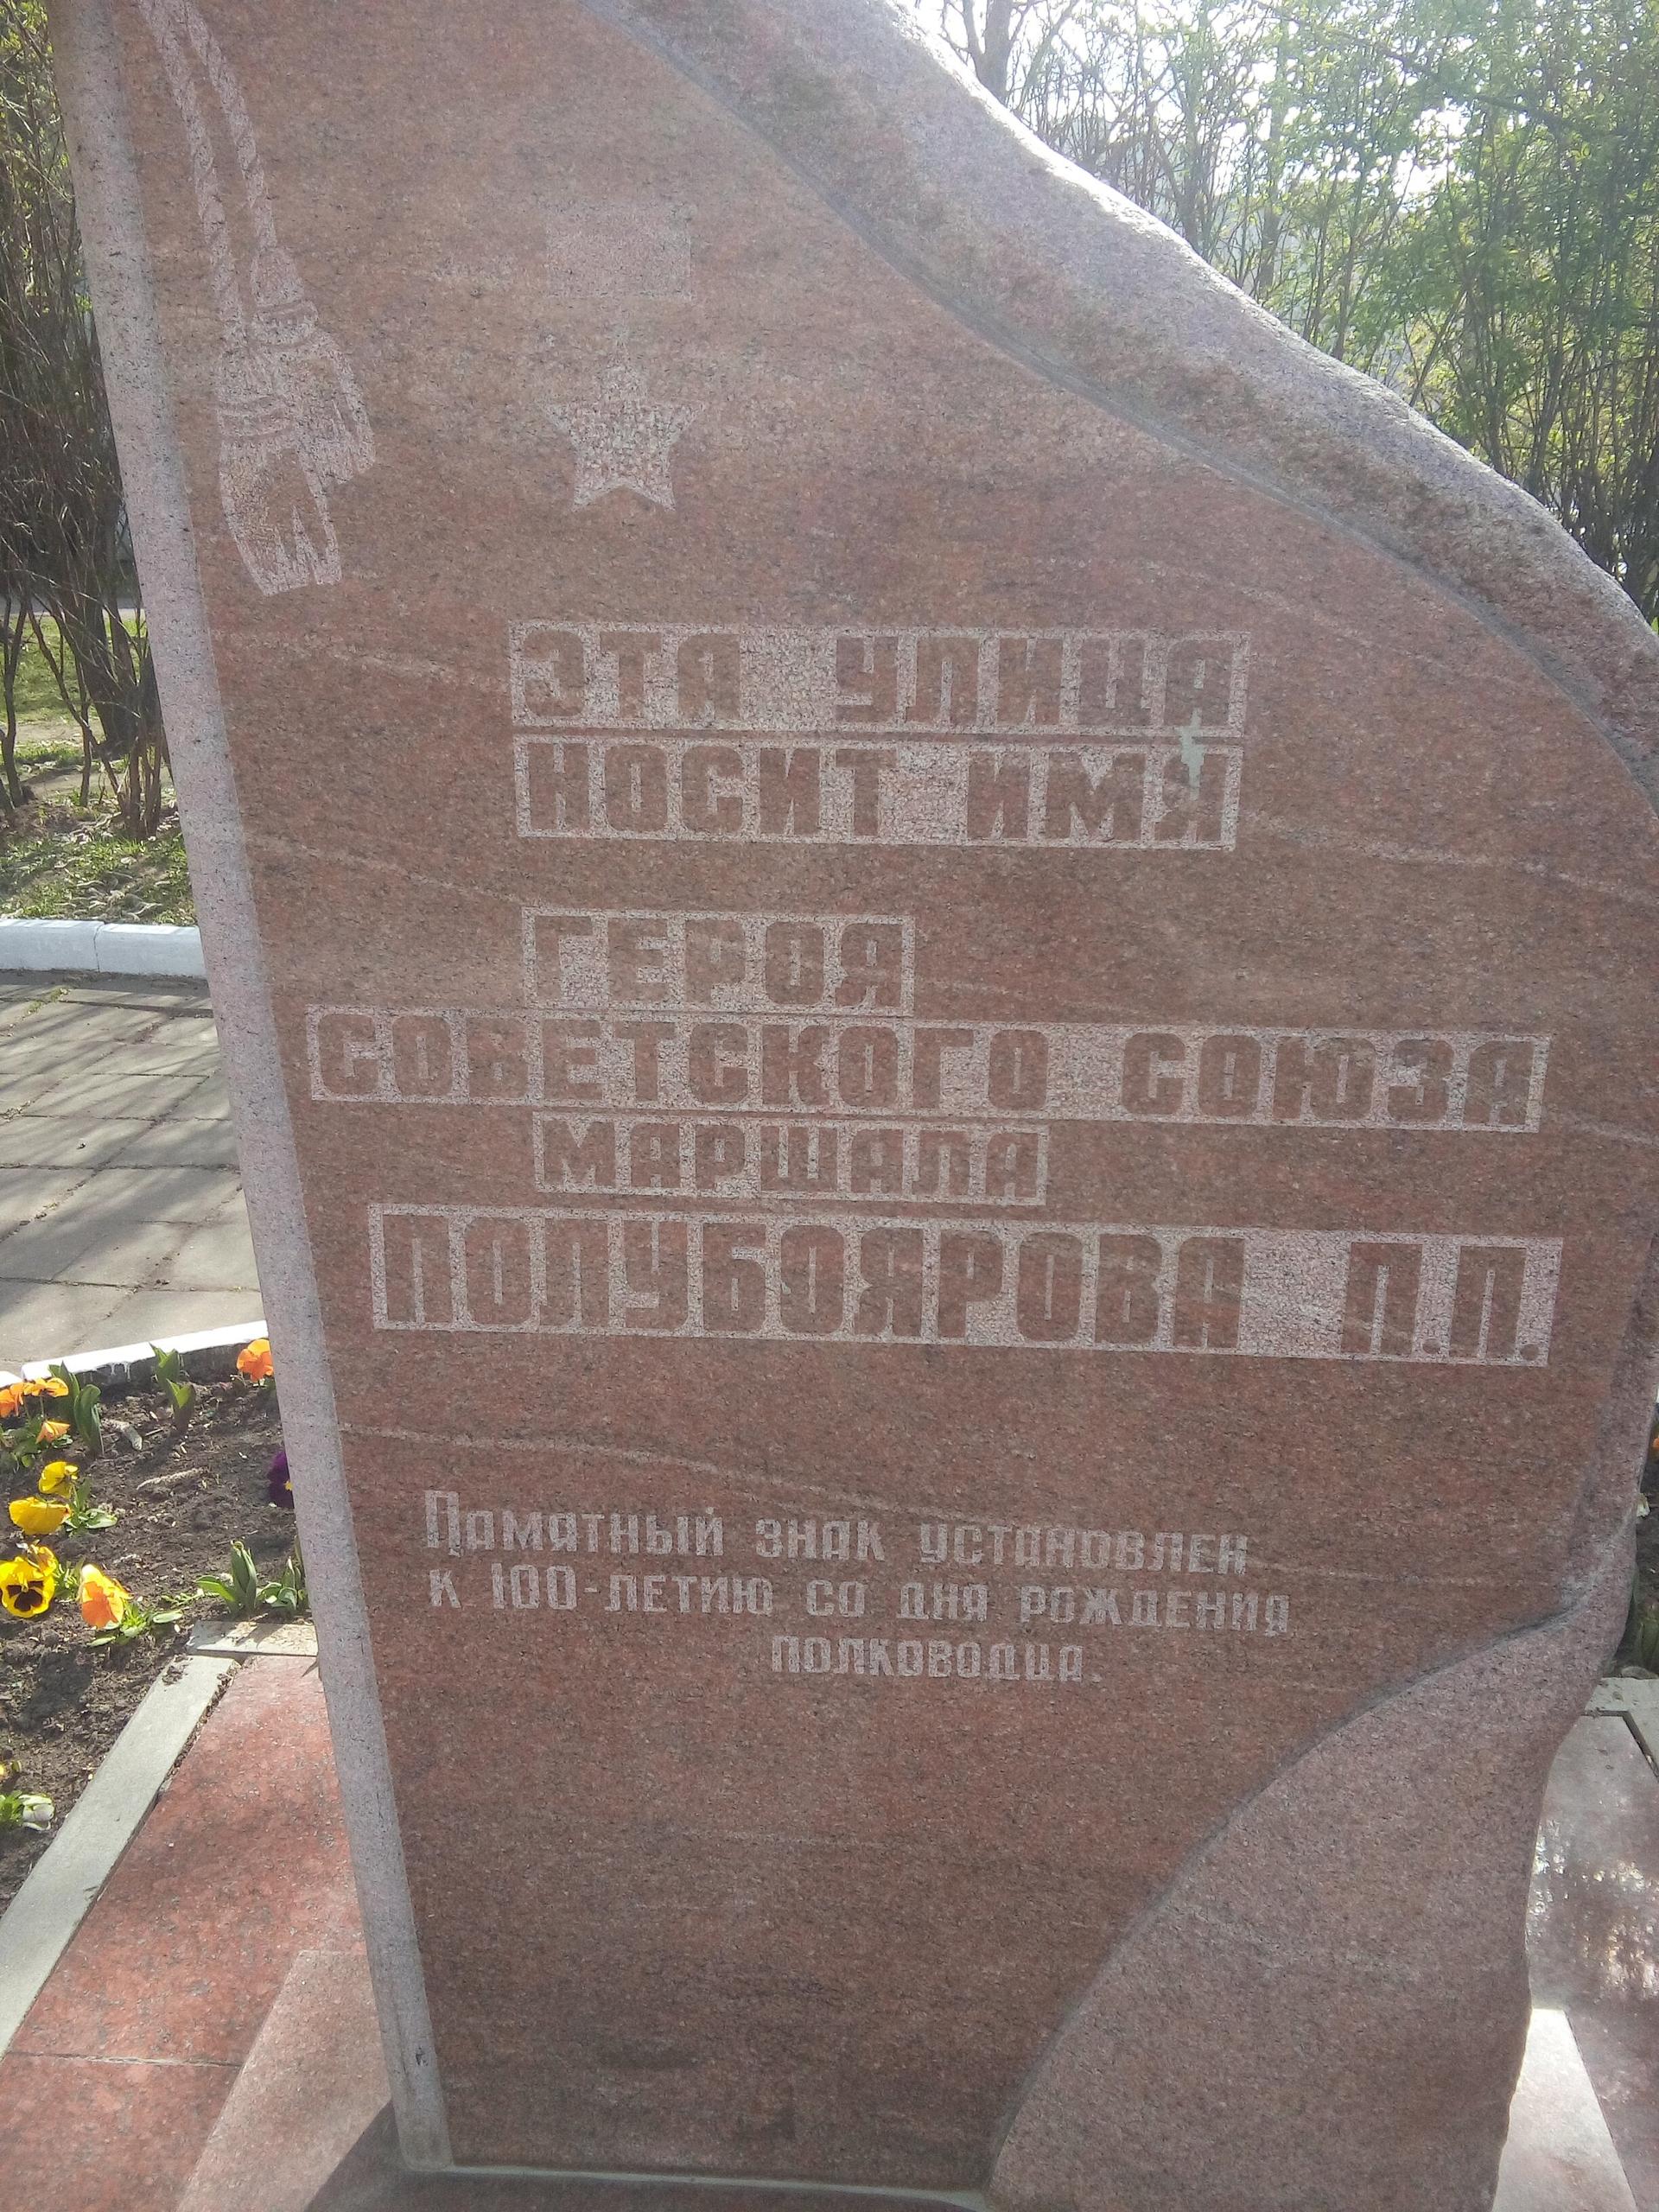 ЭТА УЛИЦА
НОСИТ ИМЯ
ГЕРОЯ
СОВЕТСКОГО СОЮЗА
МАРШАЛА
ПОЛУБОЯРОВА П.П.
Памятный знак установлен
к 100-летию со дня рождения
полководца.